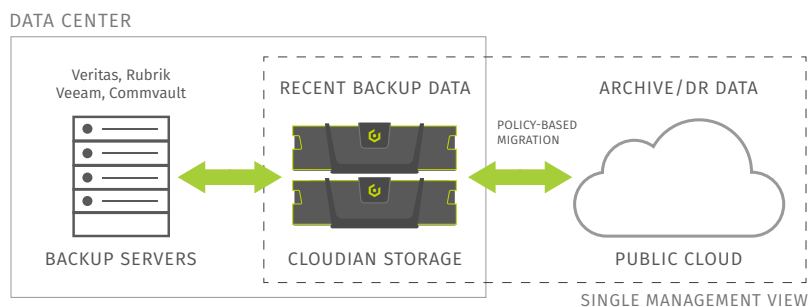 DATA CENTER
Veritas, Rubrik
Veeam, Commvault
RECENT BACKUP DATA
ARCHIVE/DR DATA
POLICY-BASED
MIGRATION
BACKUP SERVERS
CLOUDIAN STORAGE
PUBLIC CLOUD
SINGLE MANAGEMENT VIEW